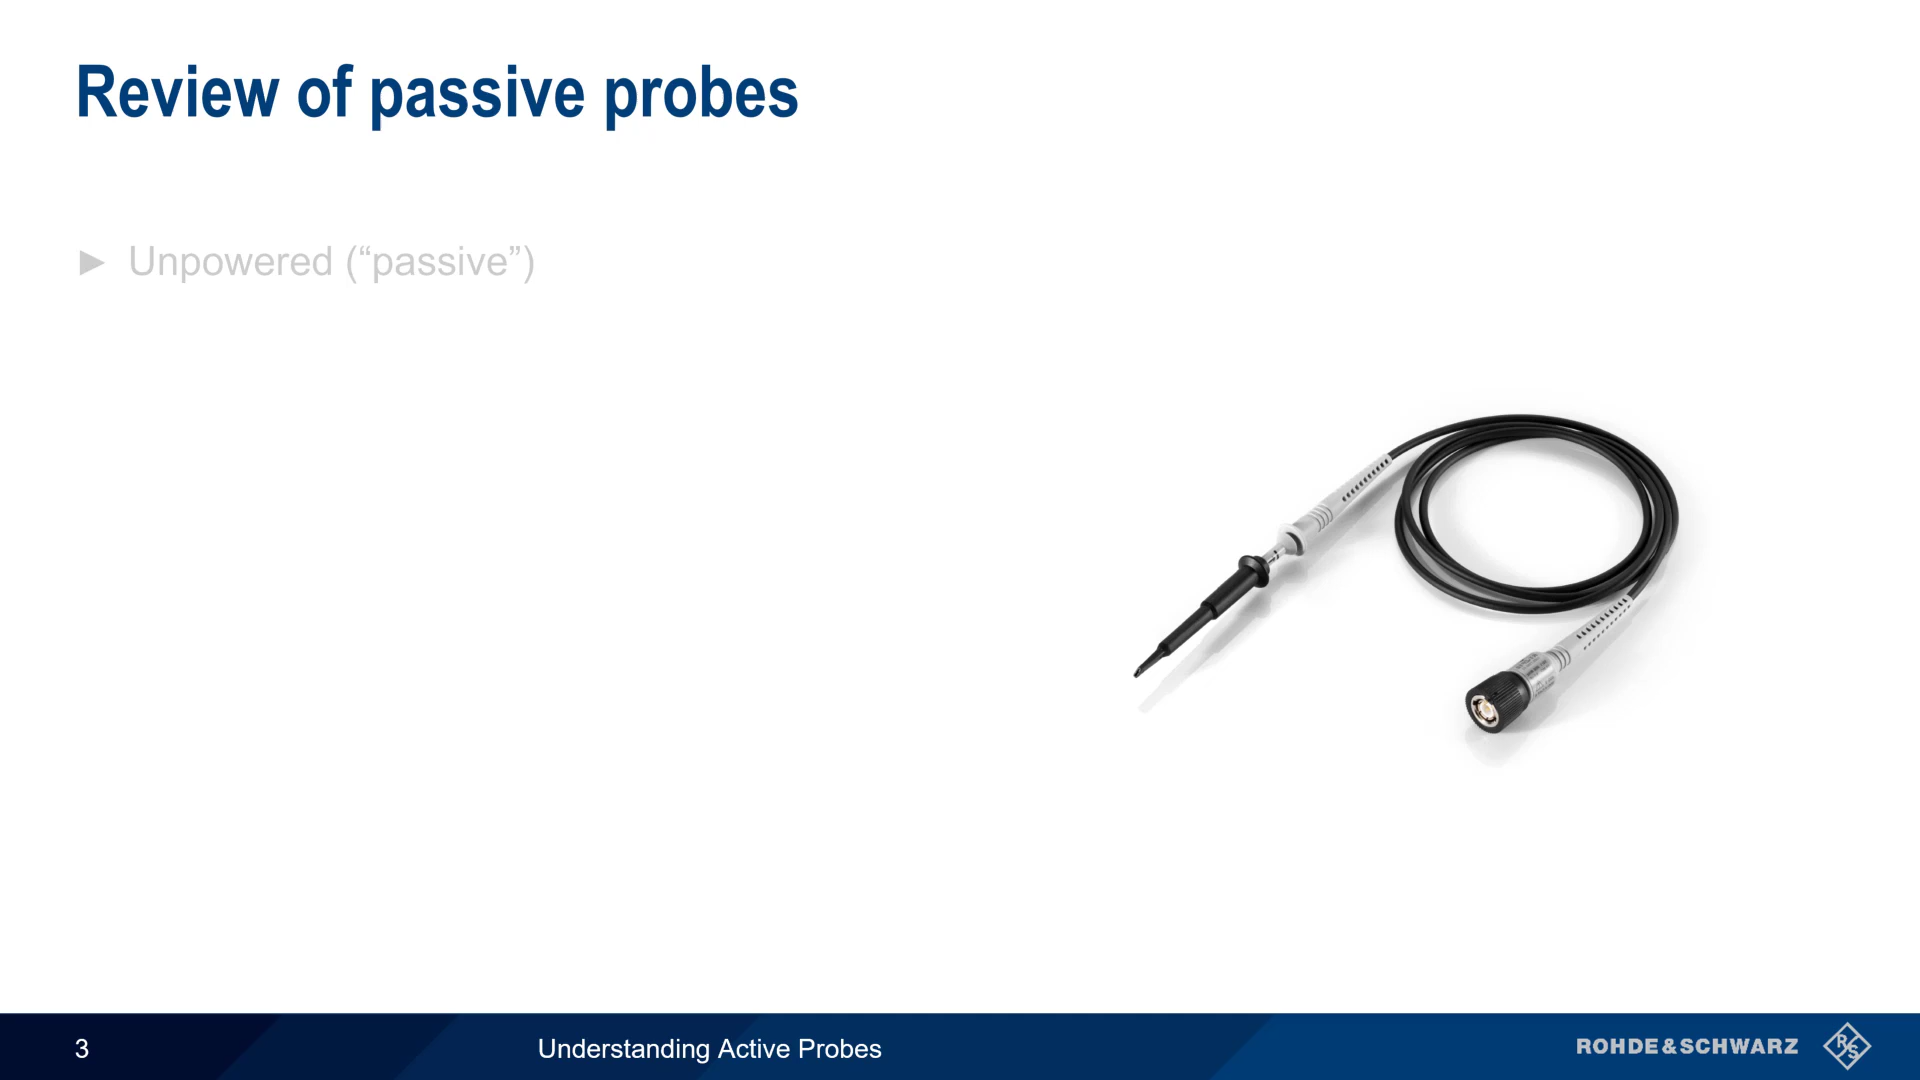 Review of passive probes
► Unpowered (“passive”)
3
Understanding Active Probes
ROHDE&SCHWARZ
R&S